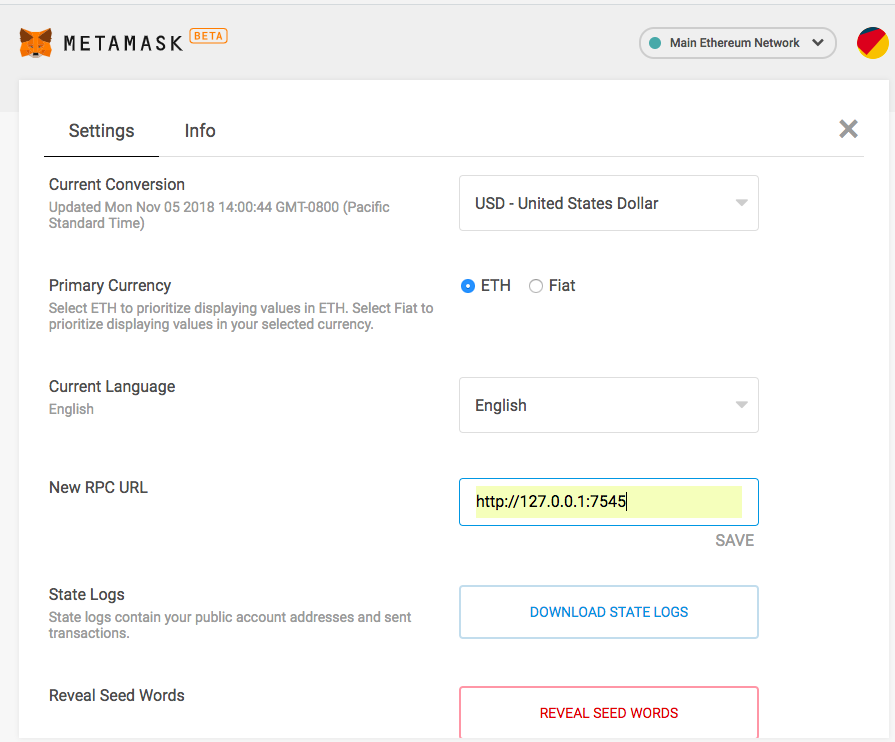 METAMASK BETA
Main Ethereum Network
Settings Info
Current Conversion
Updated Mon Nov 05 2018 14:00:44 GMT-0800 (Pacific
Standard Time)
USD - United States Dollar
Primary Currency
Select ETH to prioritize displaying values in ETH. Select Fiat to
prioritize displaying values in your selected currency.
ETH Fiat
Current Language
English
English
New RPC URL
http://127.0.0.1:7545
SAVE
State Logs
State logs contain your public account addresses and sent
transactions.
DOWNLOAD STATE LOGS
Reveal Seed Words
REVEAL SEED WORDS